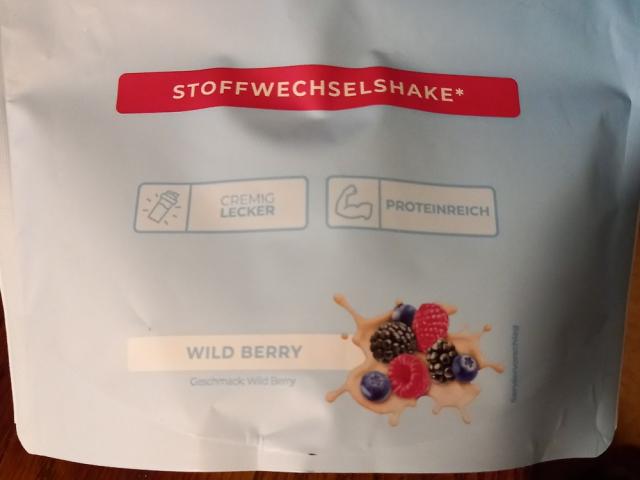 STOFFWECHSELSHAKE*
CREMIG
LECKER
PROTEINREICH
WILD BERRY
Geschmack: Wild Berry